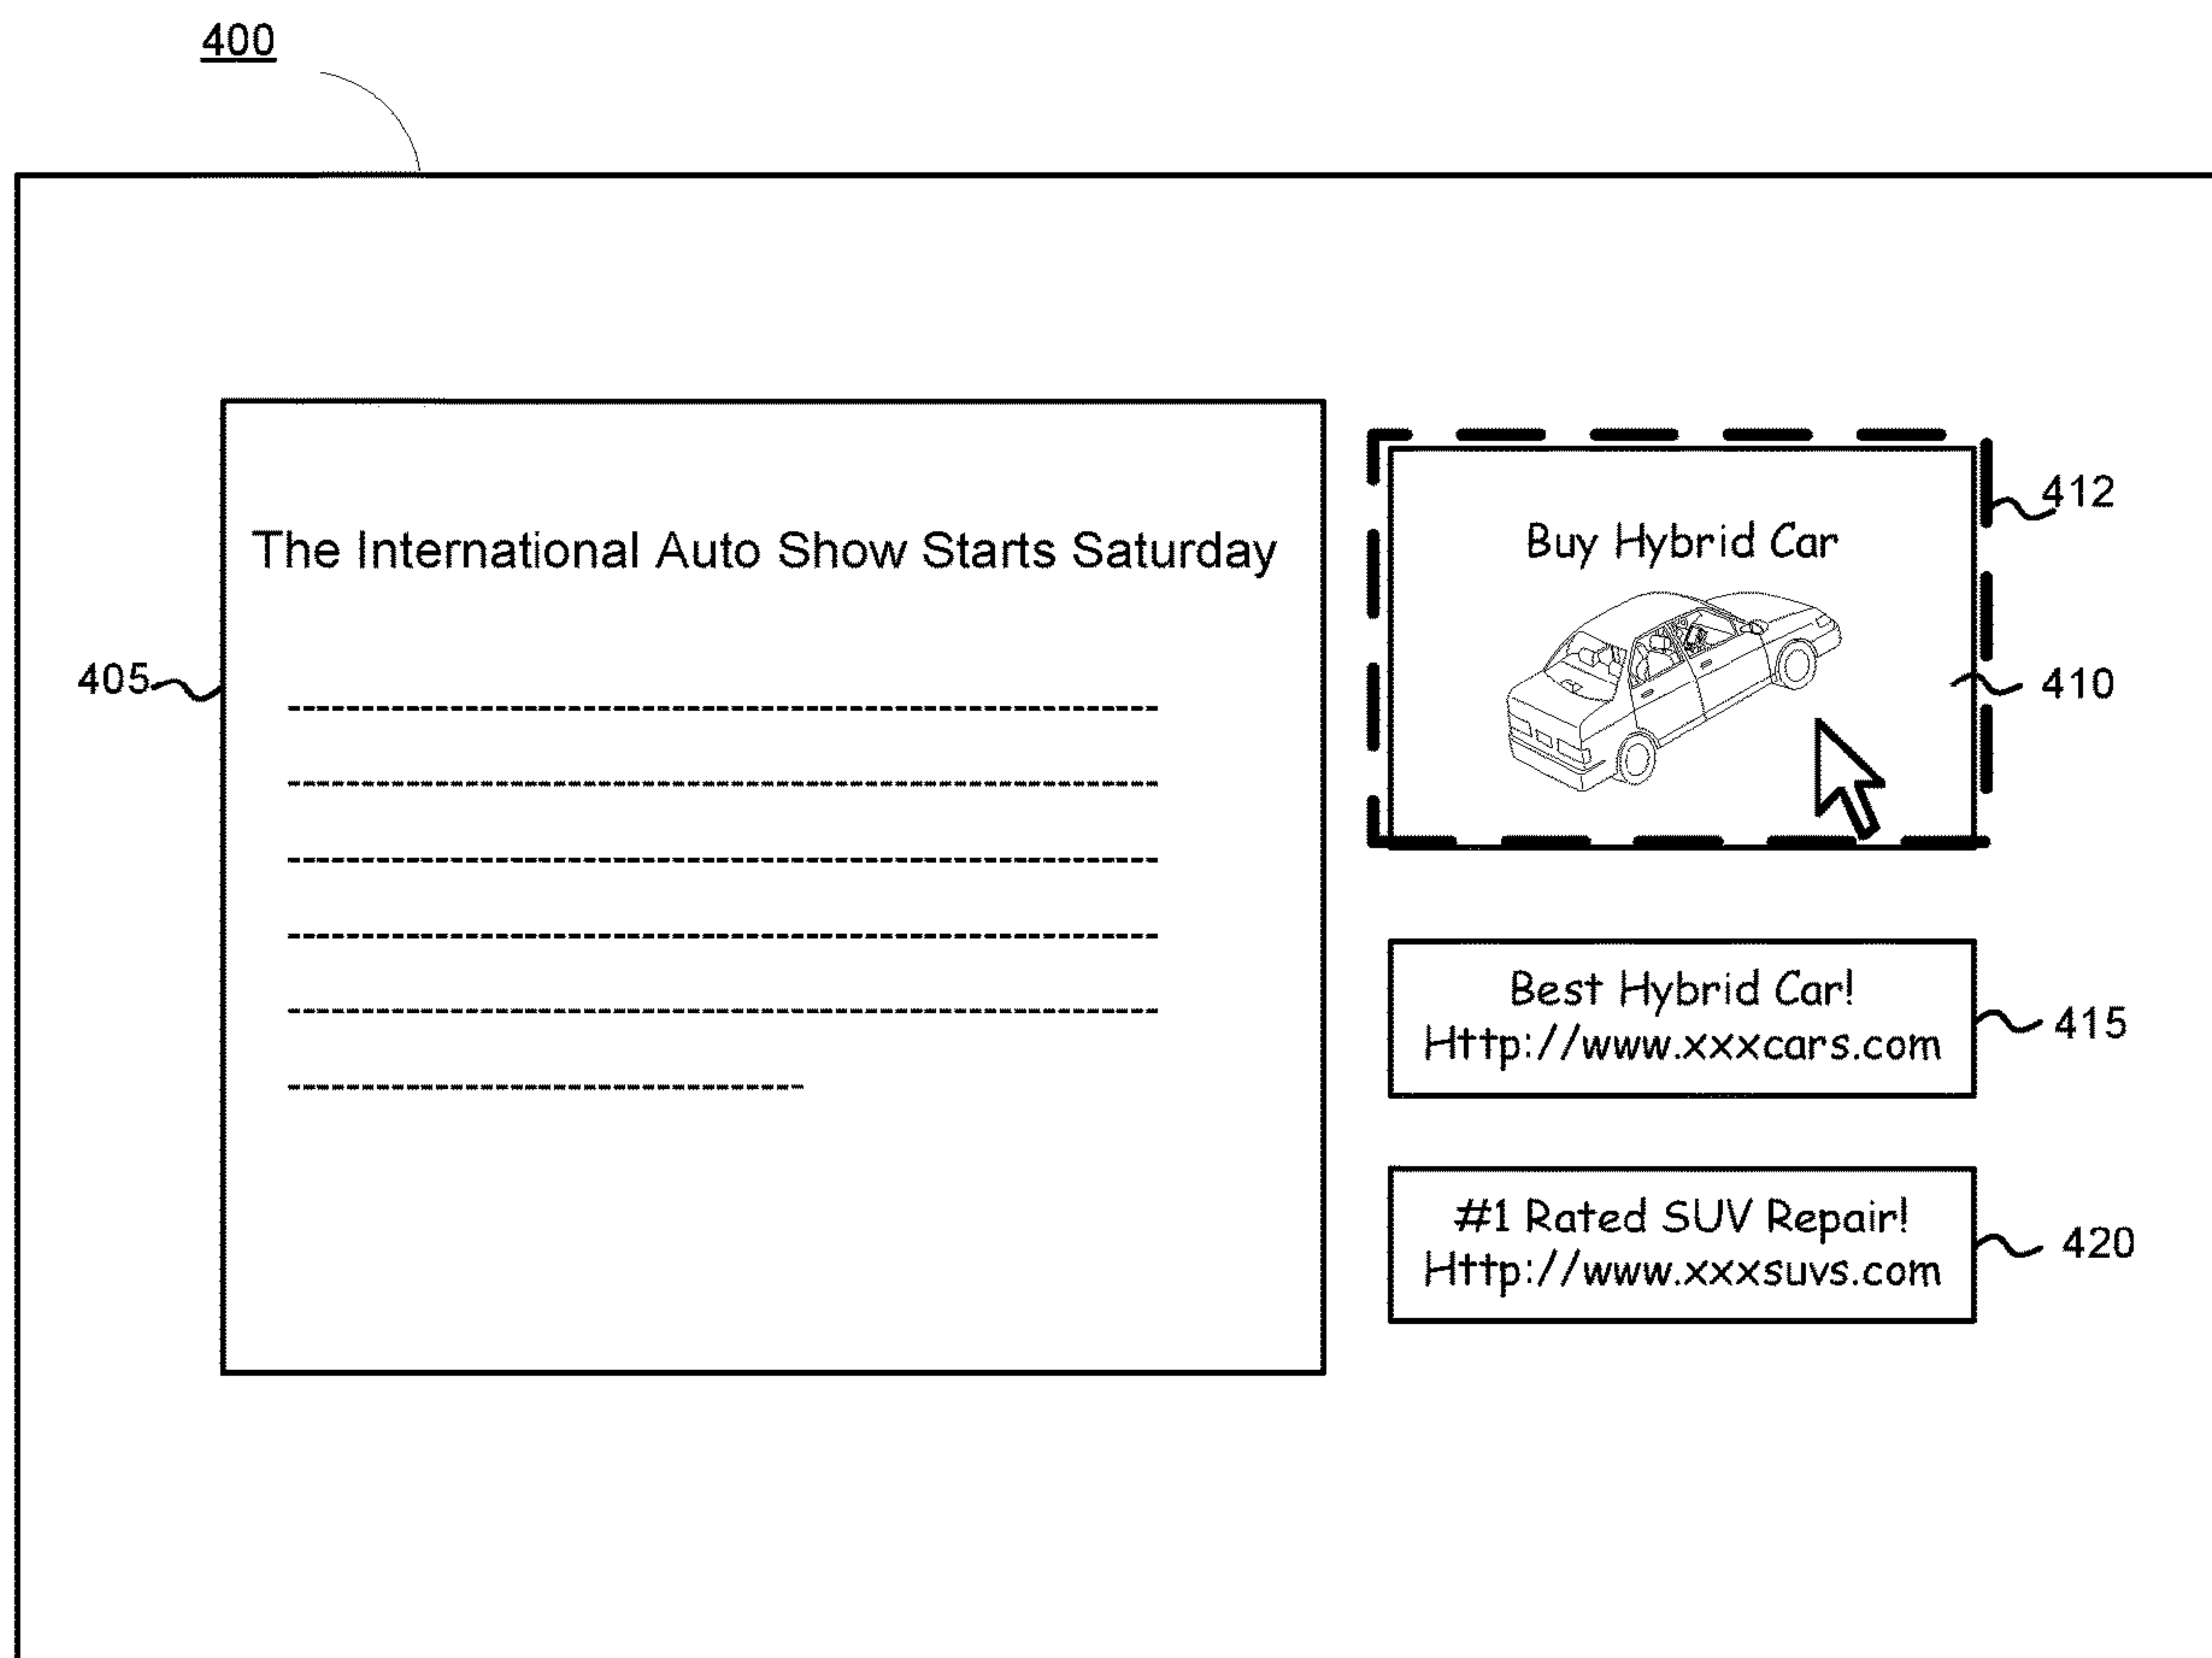 400
The International Auto Show Starts Saturday
405
Buy Hybrid Car
412
410
Best Hybrid Car!
Http://www.xxxcars.com
415
#1 Rated SUV Repair!
Http://www.xxxsuvs.com
420